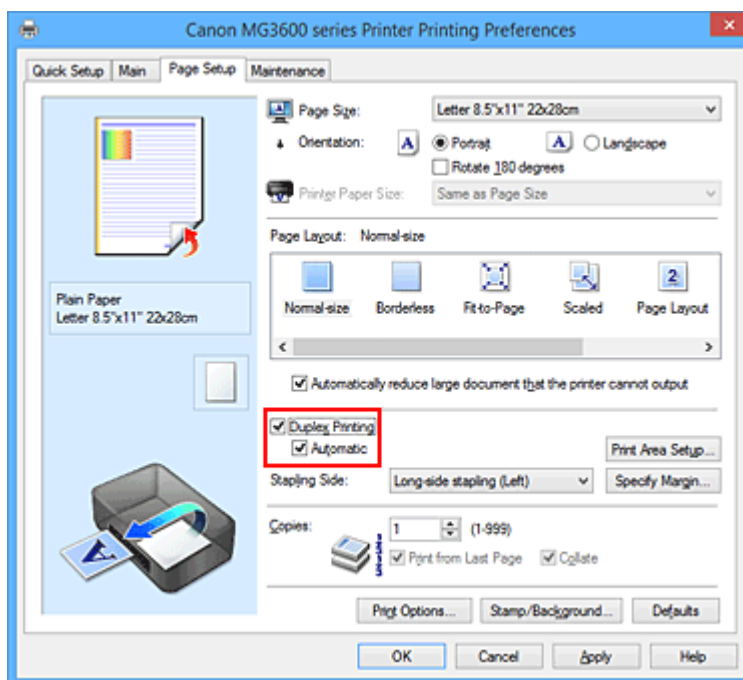 Canon MG3600 series Printer Printing Preferences
Quick Setup Main Page Setup Maintenance
Page Size: Letter 8.5"x11" 22x28cm
Orientation: A Portrait A Landscape
Rotate 180 degrees
Printer Paper Size: Same as Page Size
Page Layout: Normal-size
2
Normal-size Borderless Fit-to-Page Scaled Page Layout
Plain Paper
Letter 8.5"x11" 22x28cm
Automatically reduce large document that the printer cannot output
Duplex Printing
Automatic
Print Area Setup...
Stapling Side: Long-side stapling (Left) Specify Margin...
Copies: 1 (1-999)
Print from Last Page Collate
A
Print Options... Stamp/Background... Defaults
OK Cancel Apply Help